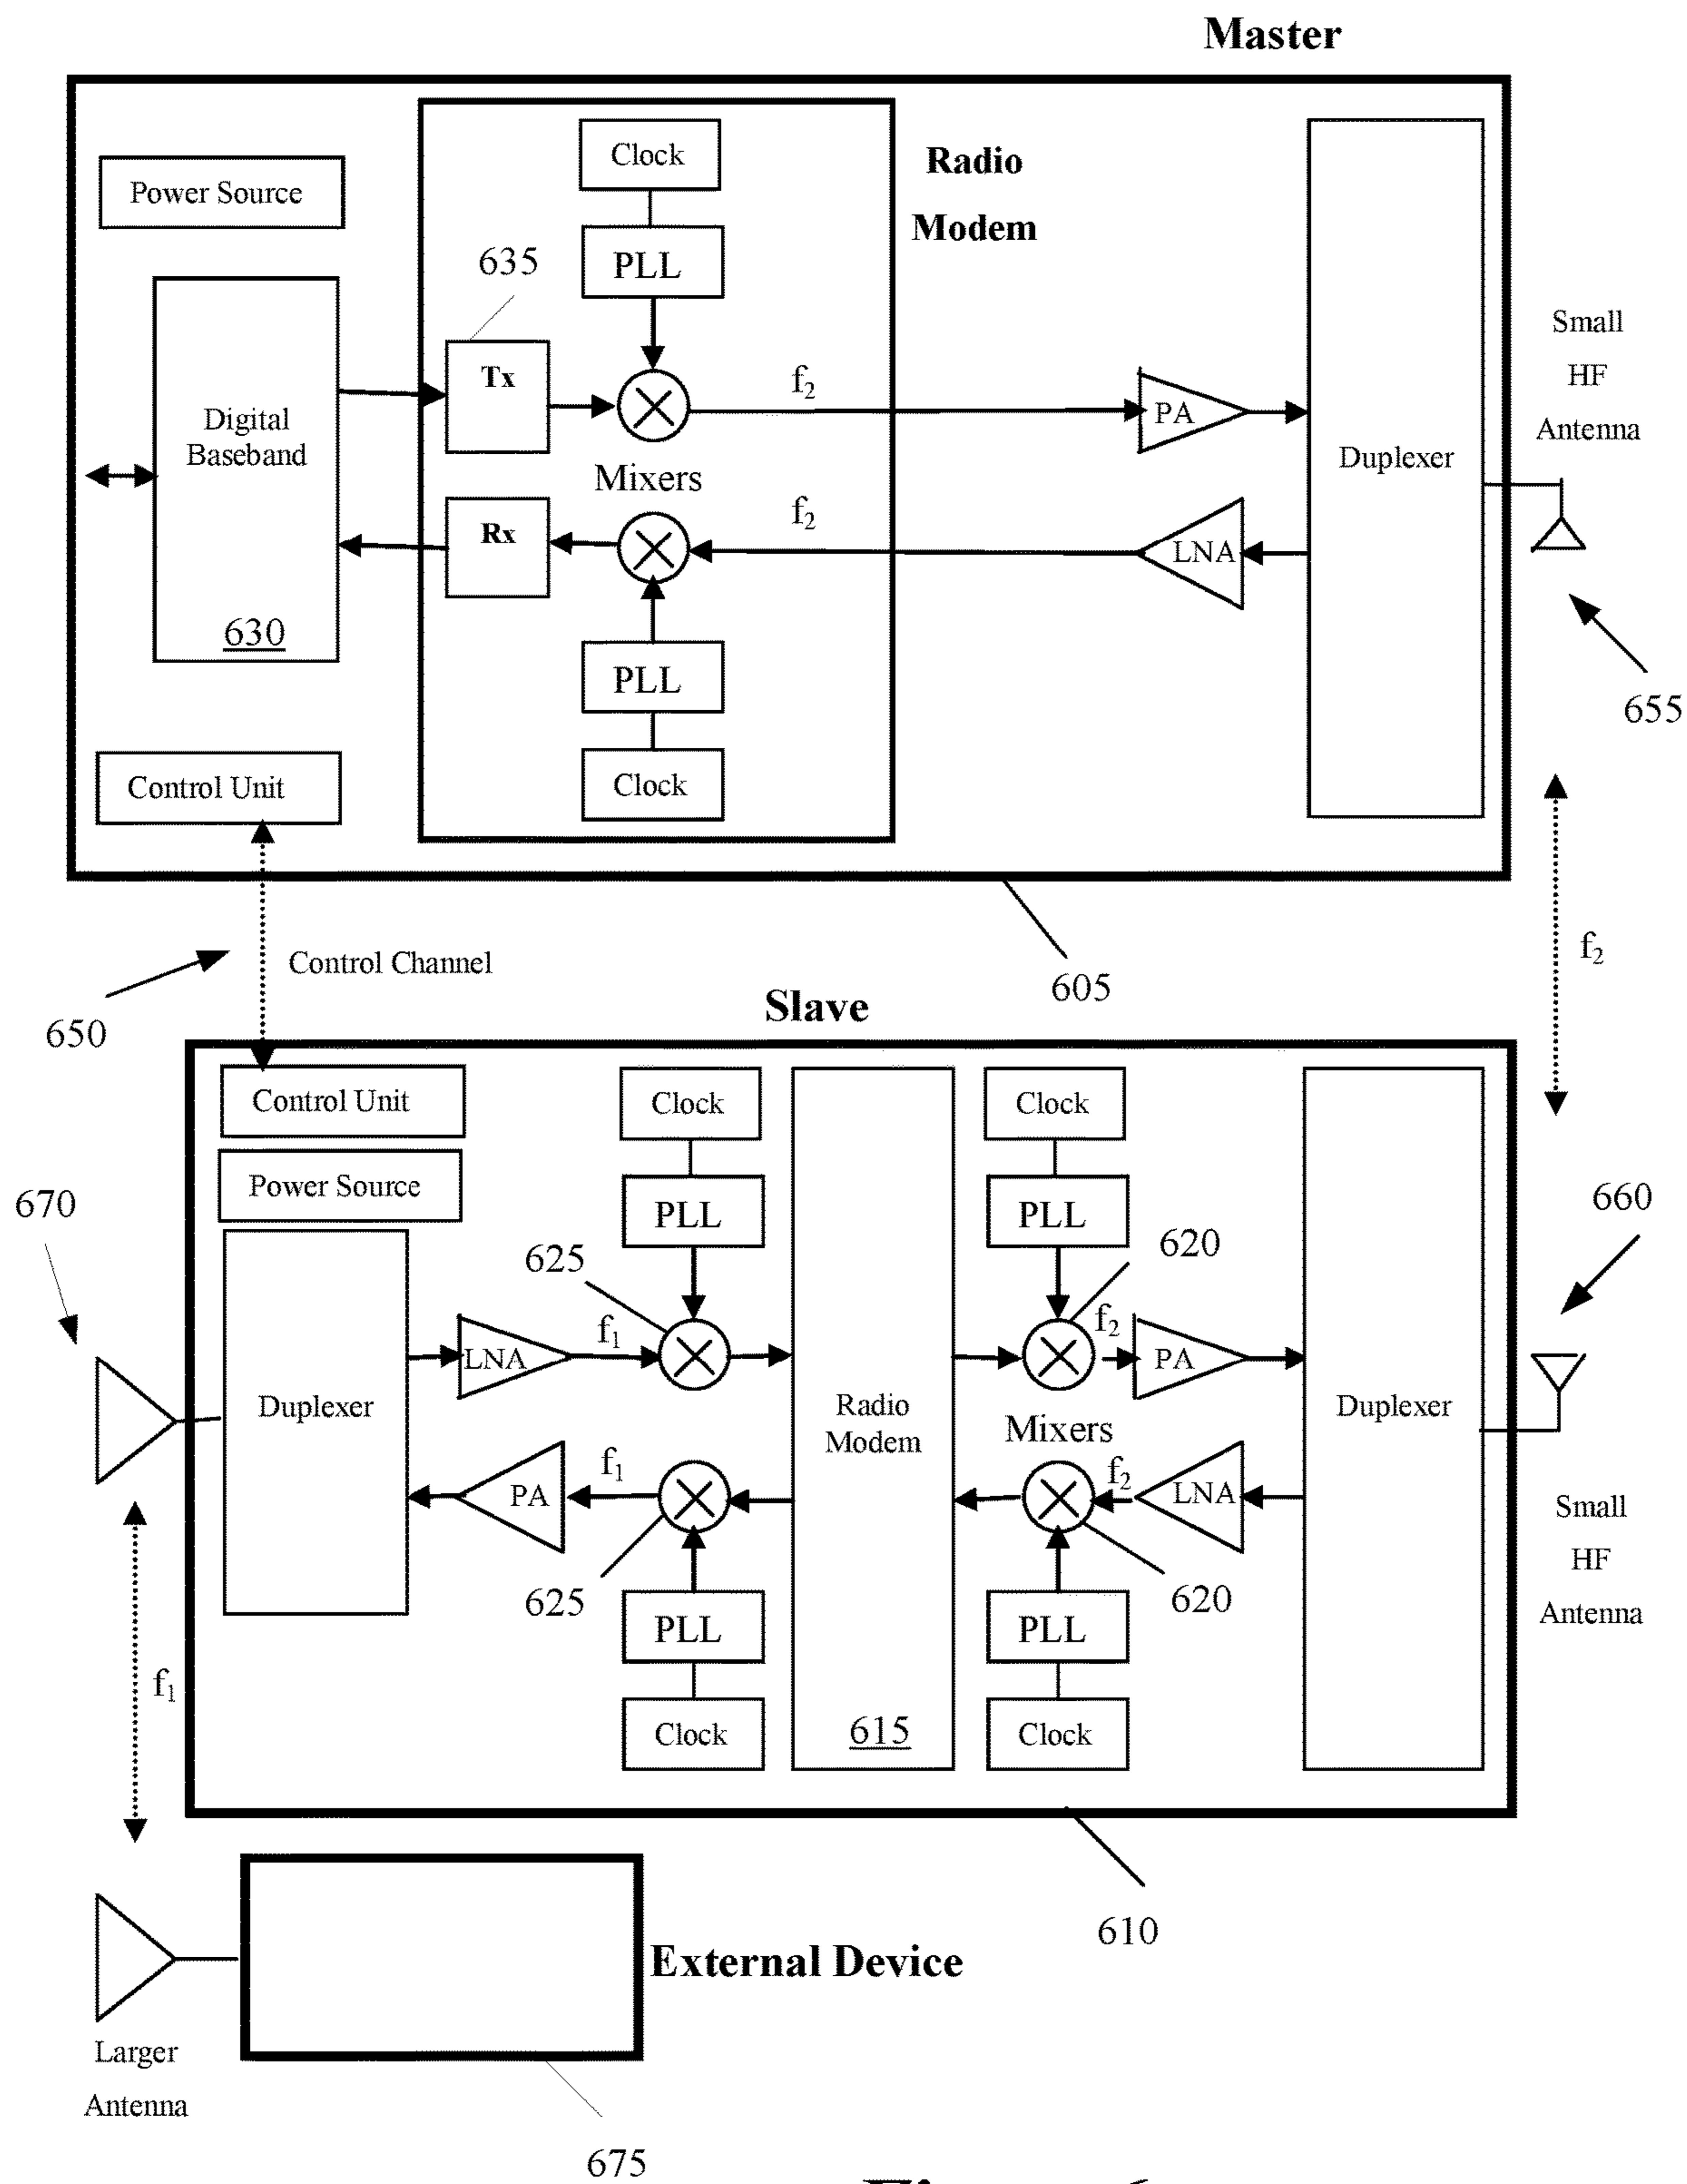 Master
Clock
Radio
Modem
Power Source
PLL
635
Small
HF
Antenna
Tx
f2
PA
Digital
Baseband
Duplexer
Mixers
f2
Rx
LNA
630
PLL
655
Control Unit
Clock
f2
Control Channel
605
650
Slave
Control Unit
Clock
Clock
Power Source
670
660
PLL
PLL
625
620
f1
f2
LNA
PA
Duplexer
Radio
Modem
Duplexer
Mixers
f1
f2
PA
LNA
Small
HF
Antenna
625
620
PLL
PLL
f1
615
Clock
Clock
610
External Device
Larger
Antenna
675